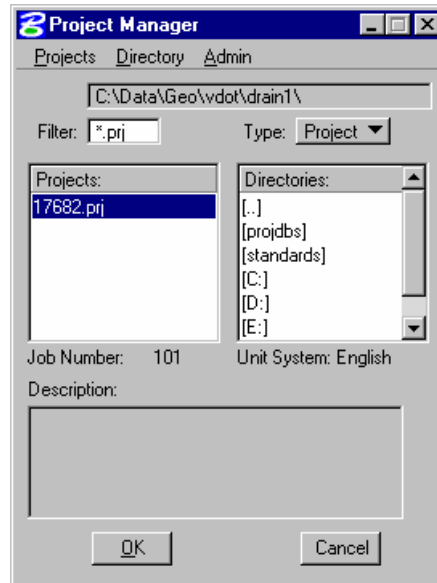 Project Manager
Projects Directory Admin
C:\Data\Geo\vdot\drain1\
Filter: *.prj Type: Project
Projects: Directories:
17682.prj
[..]
[projdbs]
[standards]
[C:]
[D:]
[E:]
Job Number: 101 Unit System: English
Description:
OK Cancel